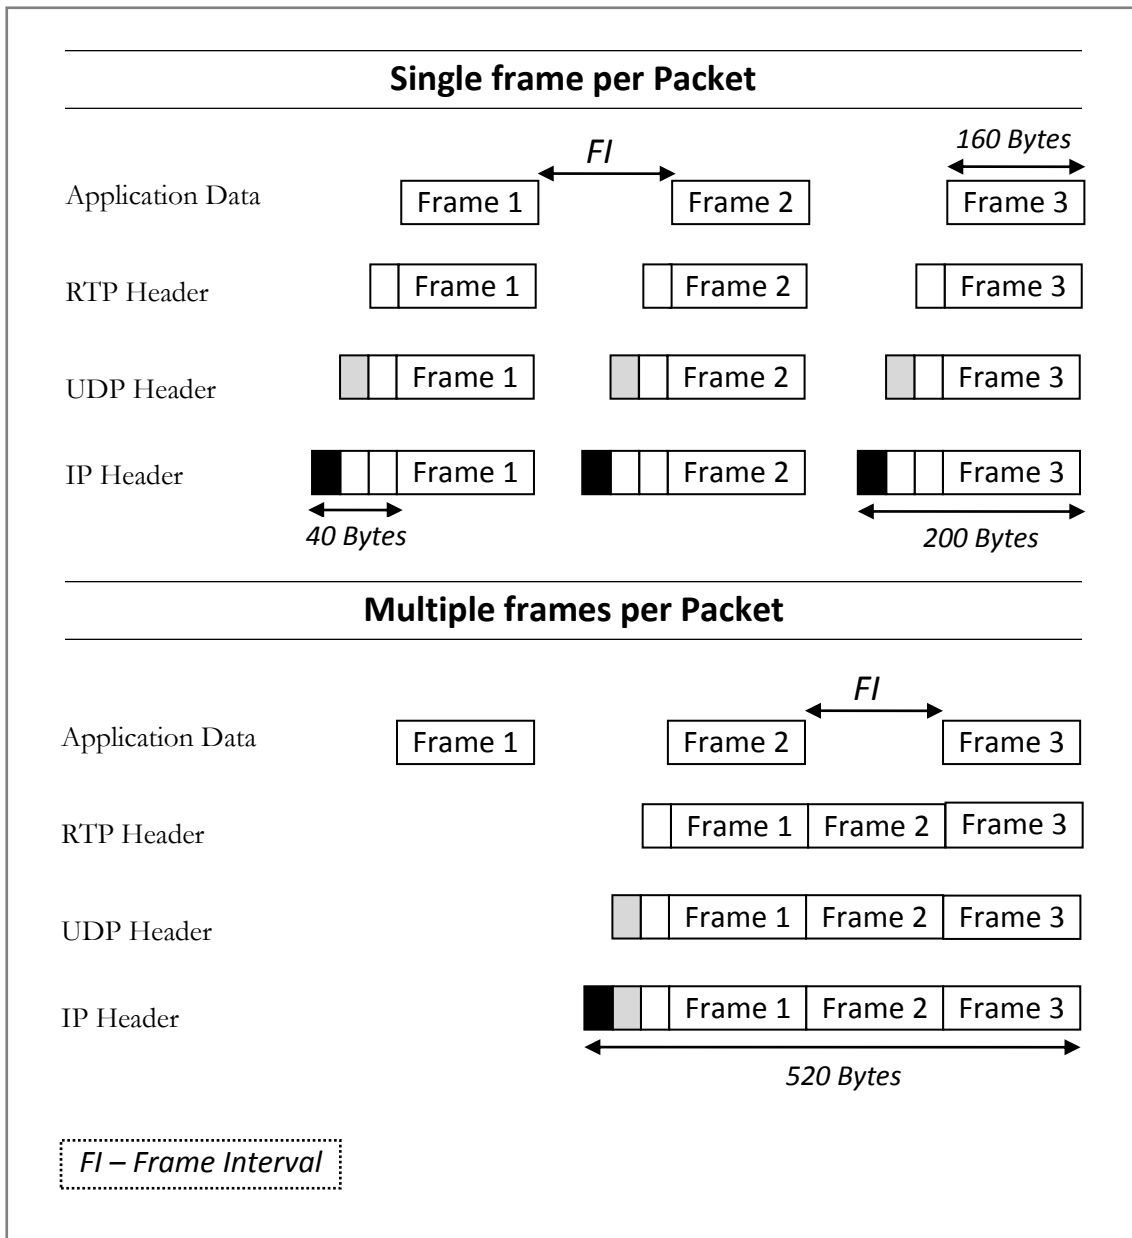 Single frame per Packet
160 Bytes
FI
Application Data
Frame 1 Frame 2 Frame 3
RTP Header
Frame 1 Frame 2 Frame 3
UDP Header
Frame 1 Frame 2 Frame 3
IP Header
Frame 1 Frame 2 Frame 3
40 Bytes 200 Bytes
Multiple frames per Packet
FI
Application Data
Frame 1 Frame 2 Frame 3
RTP Header
Frame 1 Frame 2 Frame 3
UDP Header
Frame 1 Frame 2 Frame 3
IP Header
Frame 1 Frame 2 Frame 3
520 Bytes
FI – Frame Interval